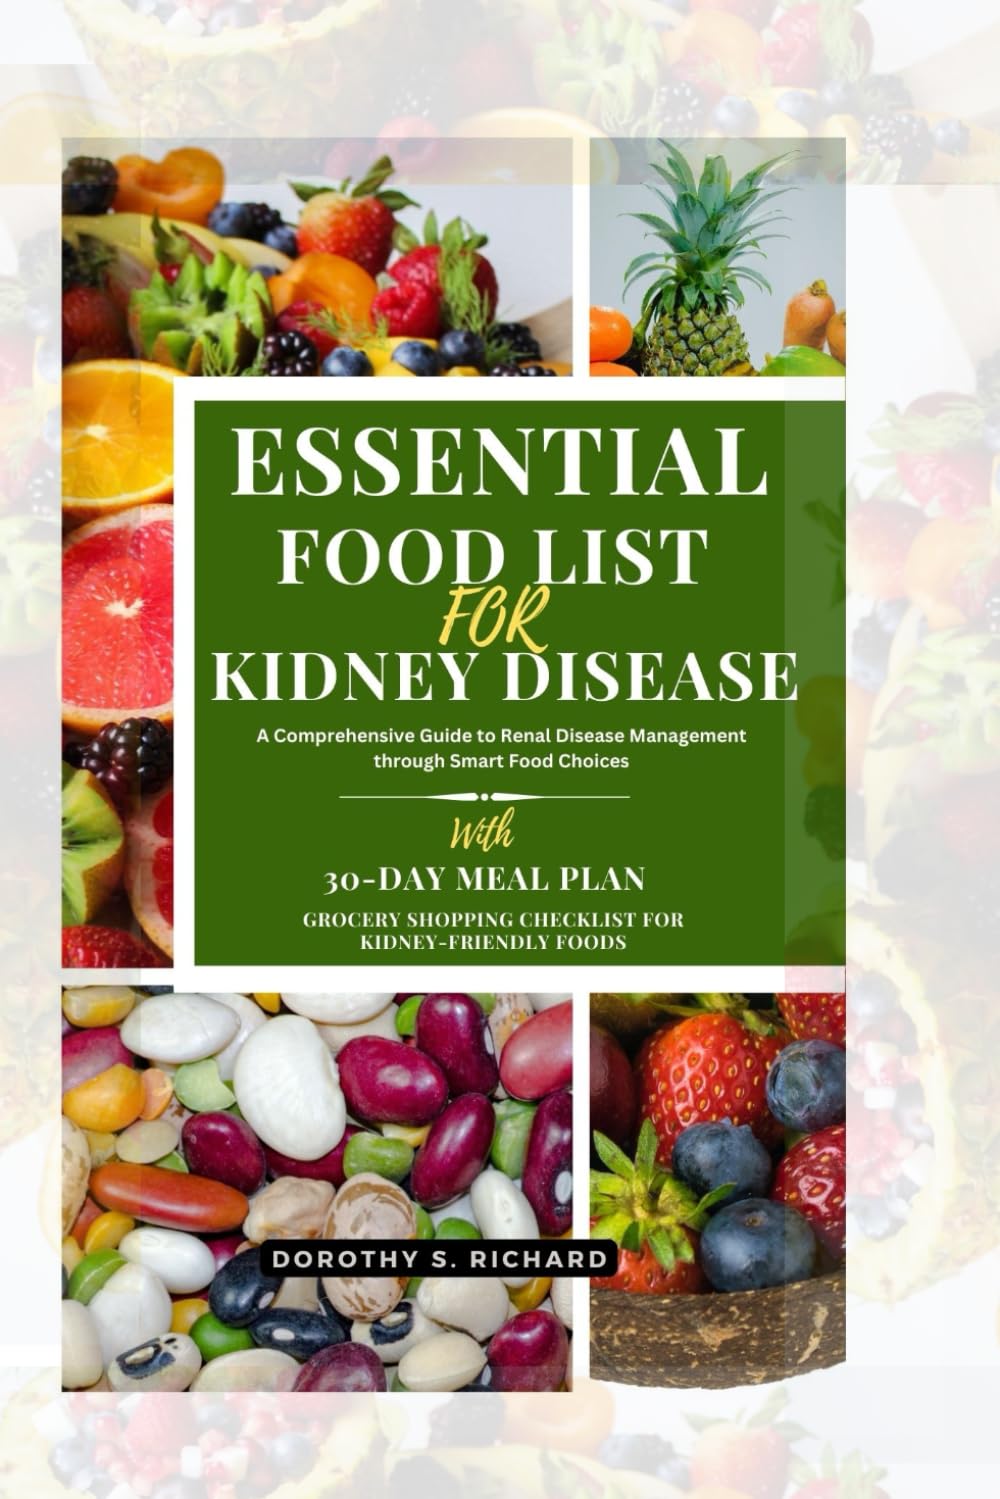 ESSENTIAL
FOOD LIST
FOR
KIDNEY DISEASE
A Comprehensive Guide to Renal Disease Management
through Smart Food Choices
With
30-DAY MEAL PLAN
GROCERY SHOPPING CHECKLIST FOR
KIDNEY-FRIENDLY FOODS
DOROTHY S. RICHARD